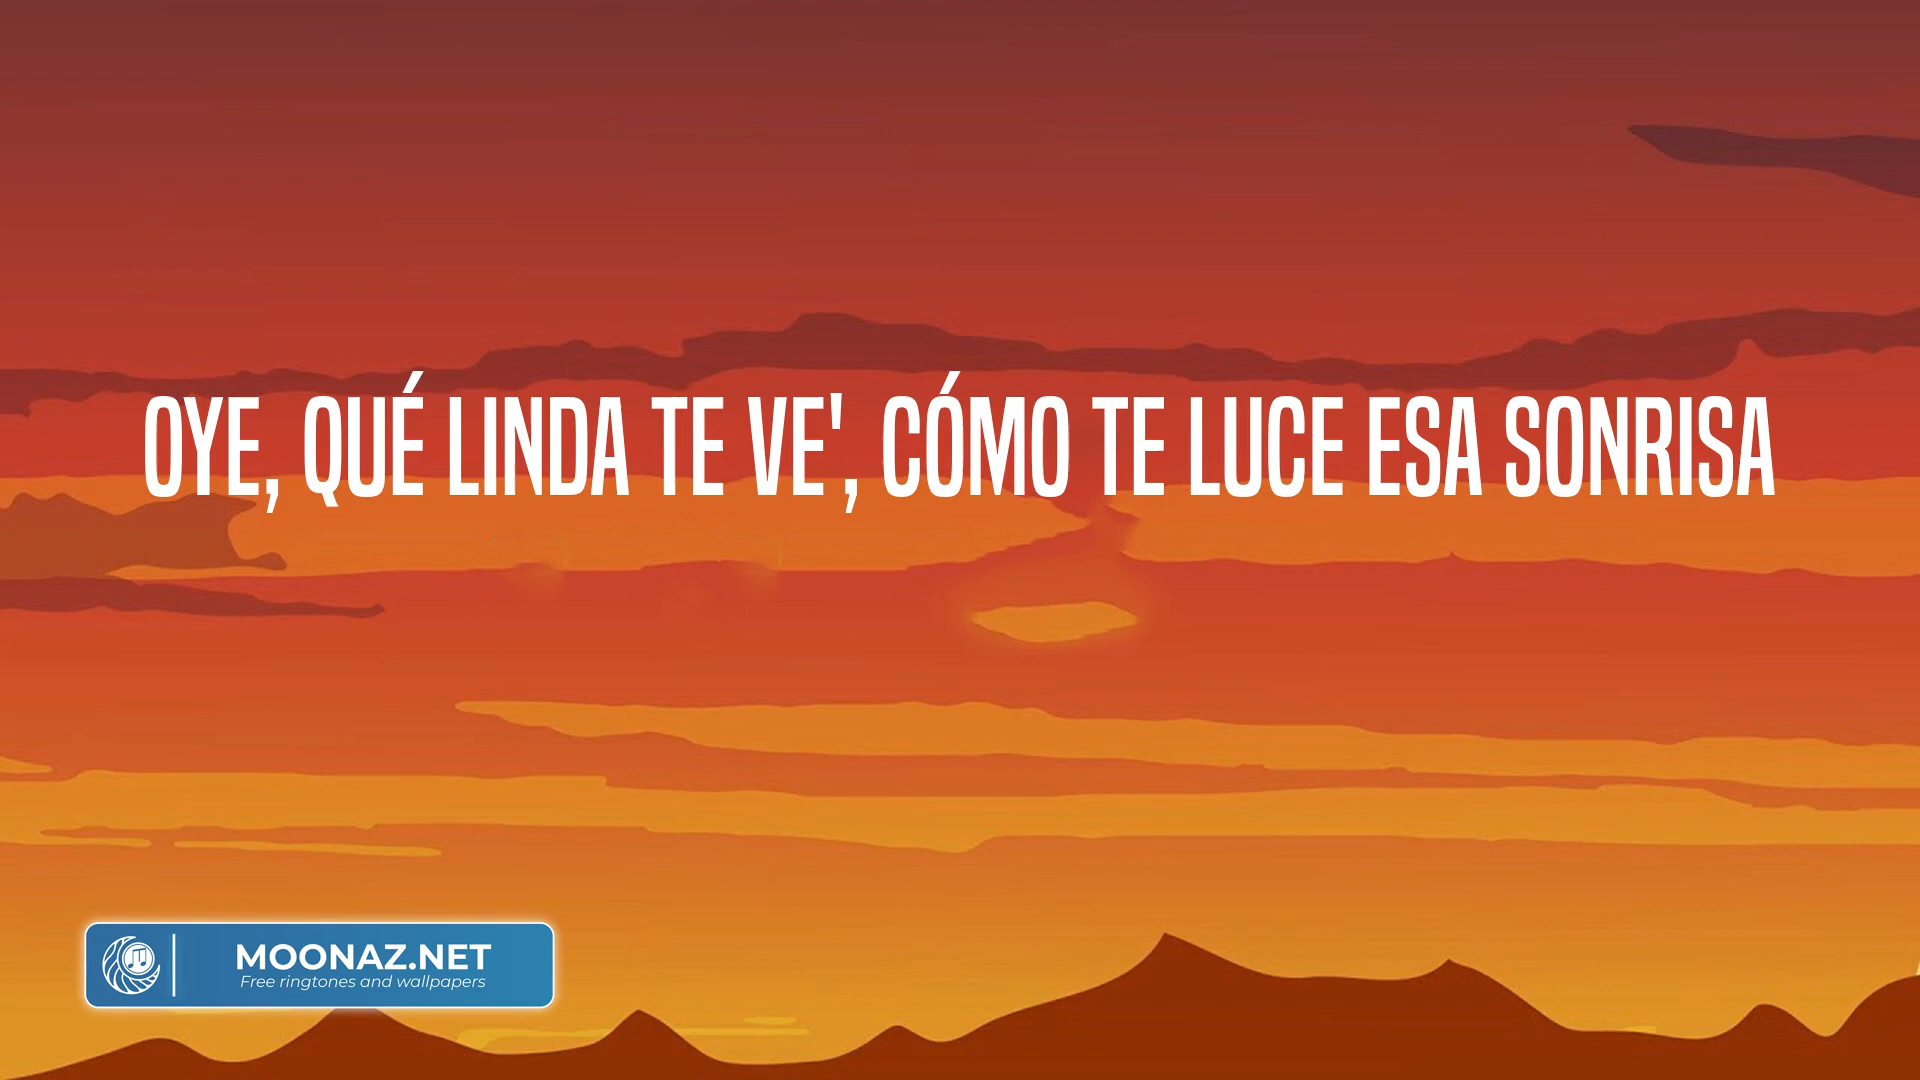 OYE, QUÉ LINDA TE VE', CÓMO TE LUCE ESA SONRISA
MOONAZ.NET
Free ringtones and wallpapers